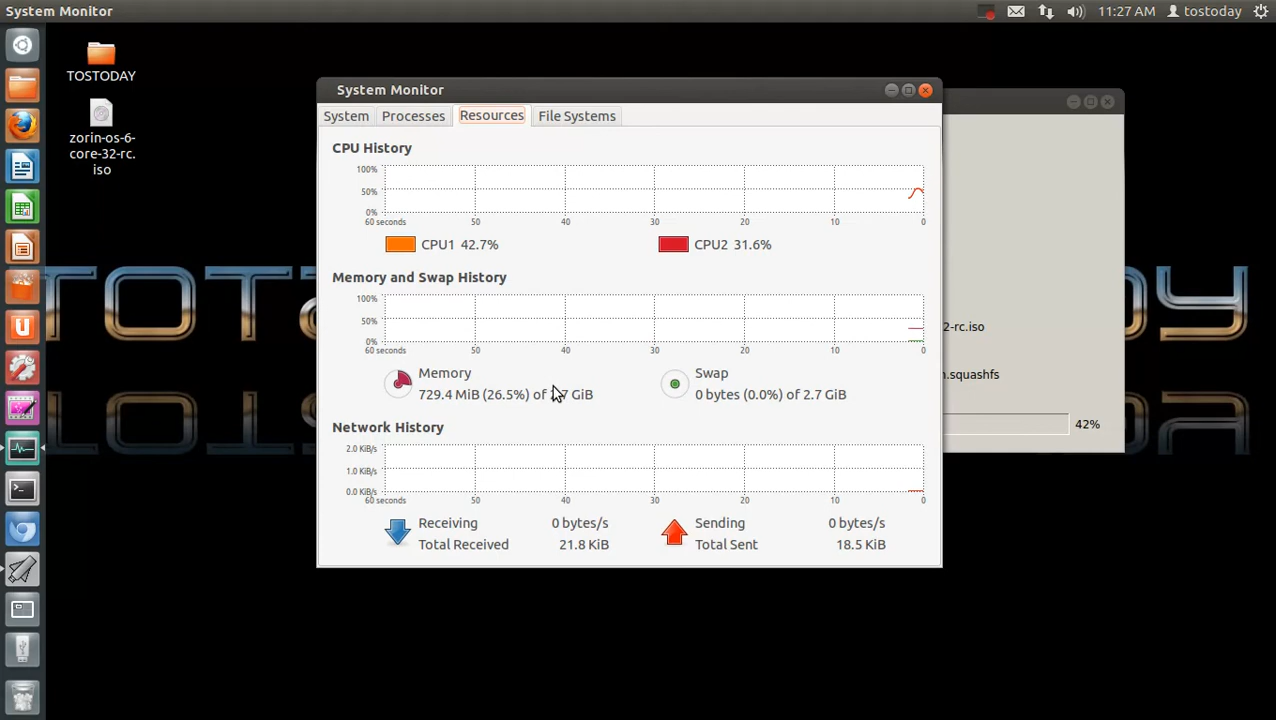 System Monitor
11:27 AM
tostoday
TOSTODAY
zorin-os-6-
core-32-rc.
iso
System Monitor
System
Processes
Resources
File Systems
CPU History
100%
50%
0%
60 seconds
50
40
30
20
10
0
CPU1 42.7%
CPU2 31.6%
Memory and Swap History
100%
50%
0%
60 seconds
50
40
30
20
10
0
Memory
729.4 MiB (26.5%) of GiB
Swap
0 bytes (0.0%) of 2.7 GiB
Network History
2.0 KiB/s
1.0 KiB/s
0.0 KiB/s
60 seconds
50
40
30
20
10
0
Receiving
0 bytes/s
Total Received
21.8 KiB
Sending
0 bytes/s
Total Sent
18.5 KiB
2-rc.iso
.squashfs
42%